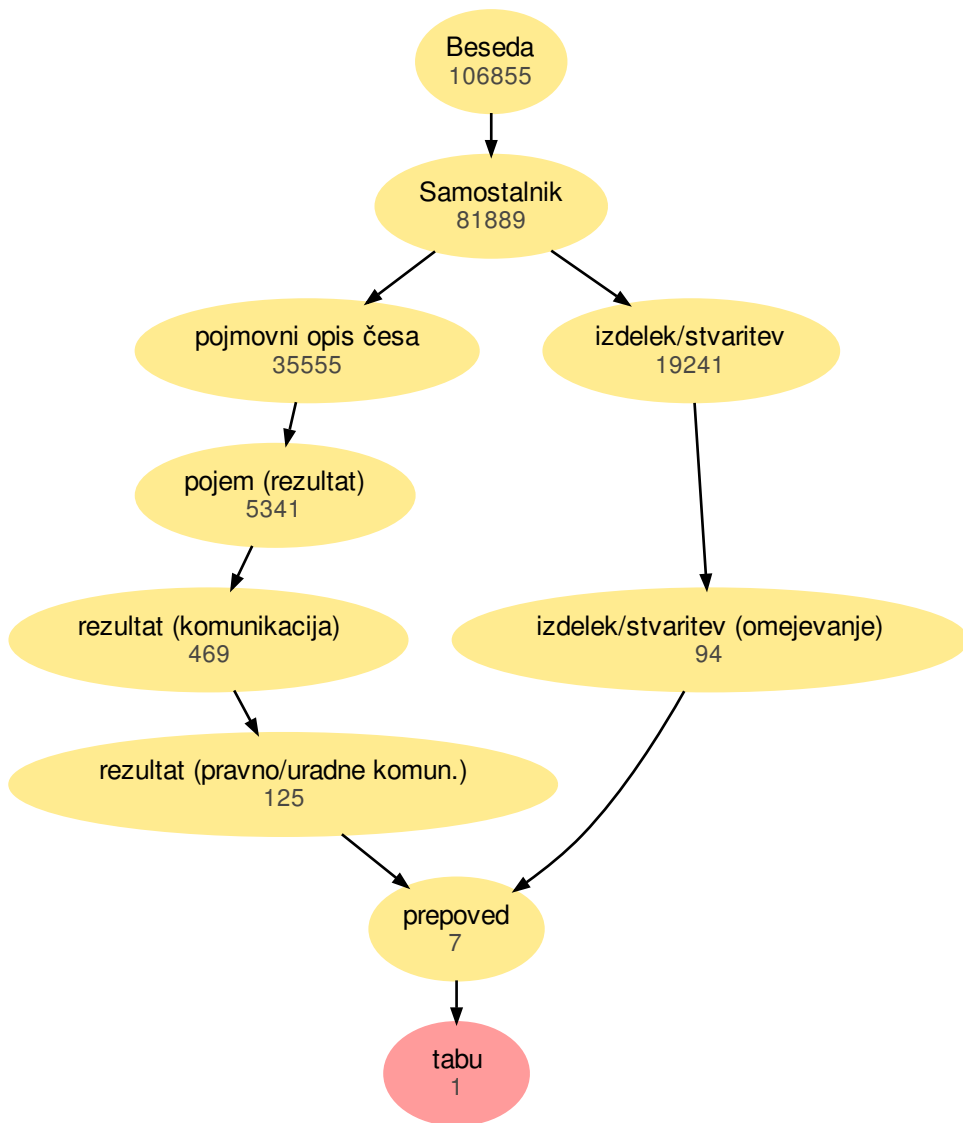 Beseda
106855
Samostalnik
81889
pojmovni opis česa
35555
izdelek/stvaritev
19241
pojem (rezultat)
5341
rezultat (komunikacija)
469
izdelek/stvaritev (omejevanje)
94
rezultat (pravno/uradne komun.)
125
prepoved
7
tabu
1